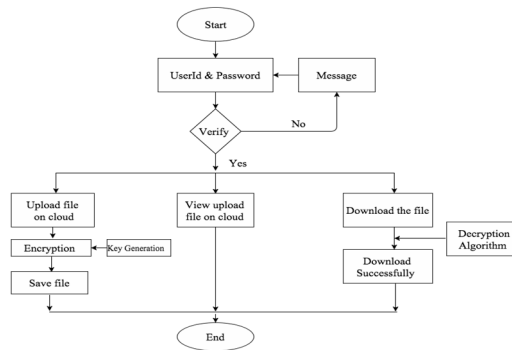 Start
UserId & Password
Message
No
Verify
Yes
Upload file
on cloud
View upload
file on cloud
Download the file
Encryption
Key Generation
Decryption
Algorithm
Save file
Download
Successfully
End